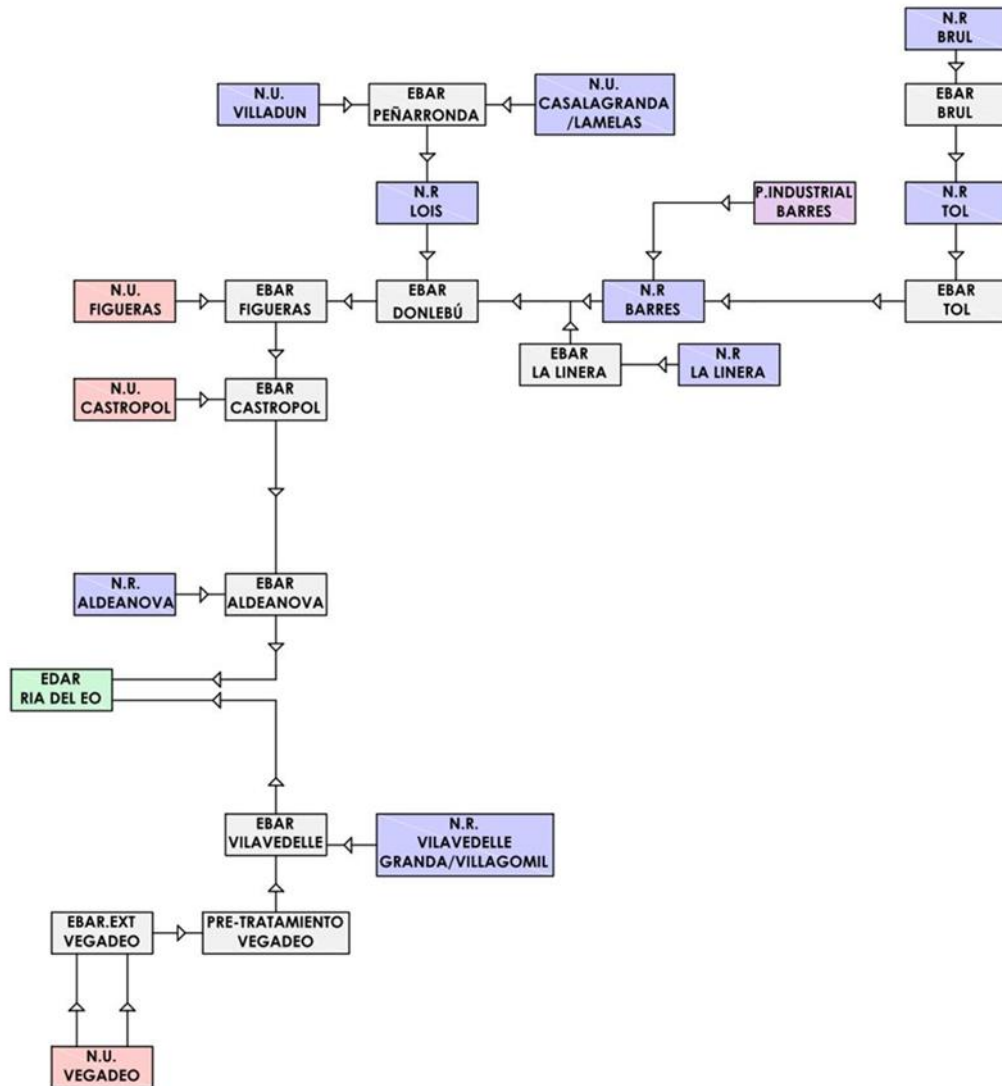 N.R
BRUL
N.U.
VILLADUN
EBAR
PEÑARRONDA
N.U.
CASALAGRANDA
/LAMELAS
EBAR
BRUL
N.R
LOIS
P.INDUSTRIAL
BARRES
N.R
TOL
N.U.
FIGUERAS
EBAR
FIGUERAS
EBAR
DONLEBÚ
N.R
BARRES
EBAR
TOL
EBAR
LA LINERA
N.R
LA LINERA
N.U.
CASTROPOL
EBAR
CASTROPOL
N.R.
ALDEANOVA
EBAR
ALDEANOVA
EDAR
RIA DEL EO
EBAR
VILAVEDELLE
N.R.
VILAVEDELLE
GRANDA/VILLAGOMIL
EBAR.EXT
VEGADEO
PRE-TRATAMIENTO
VEGADEO
N.U.
VEGADEO